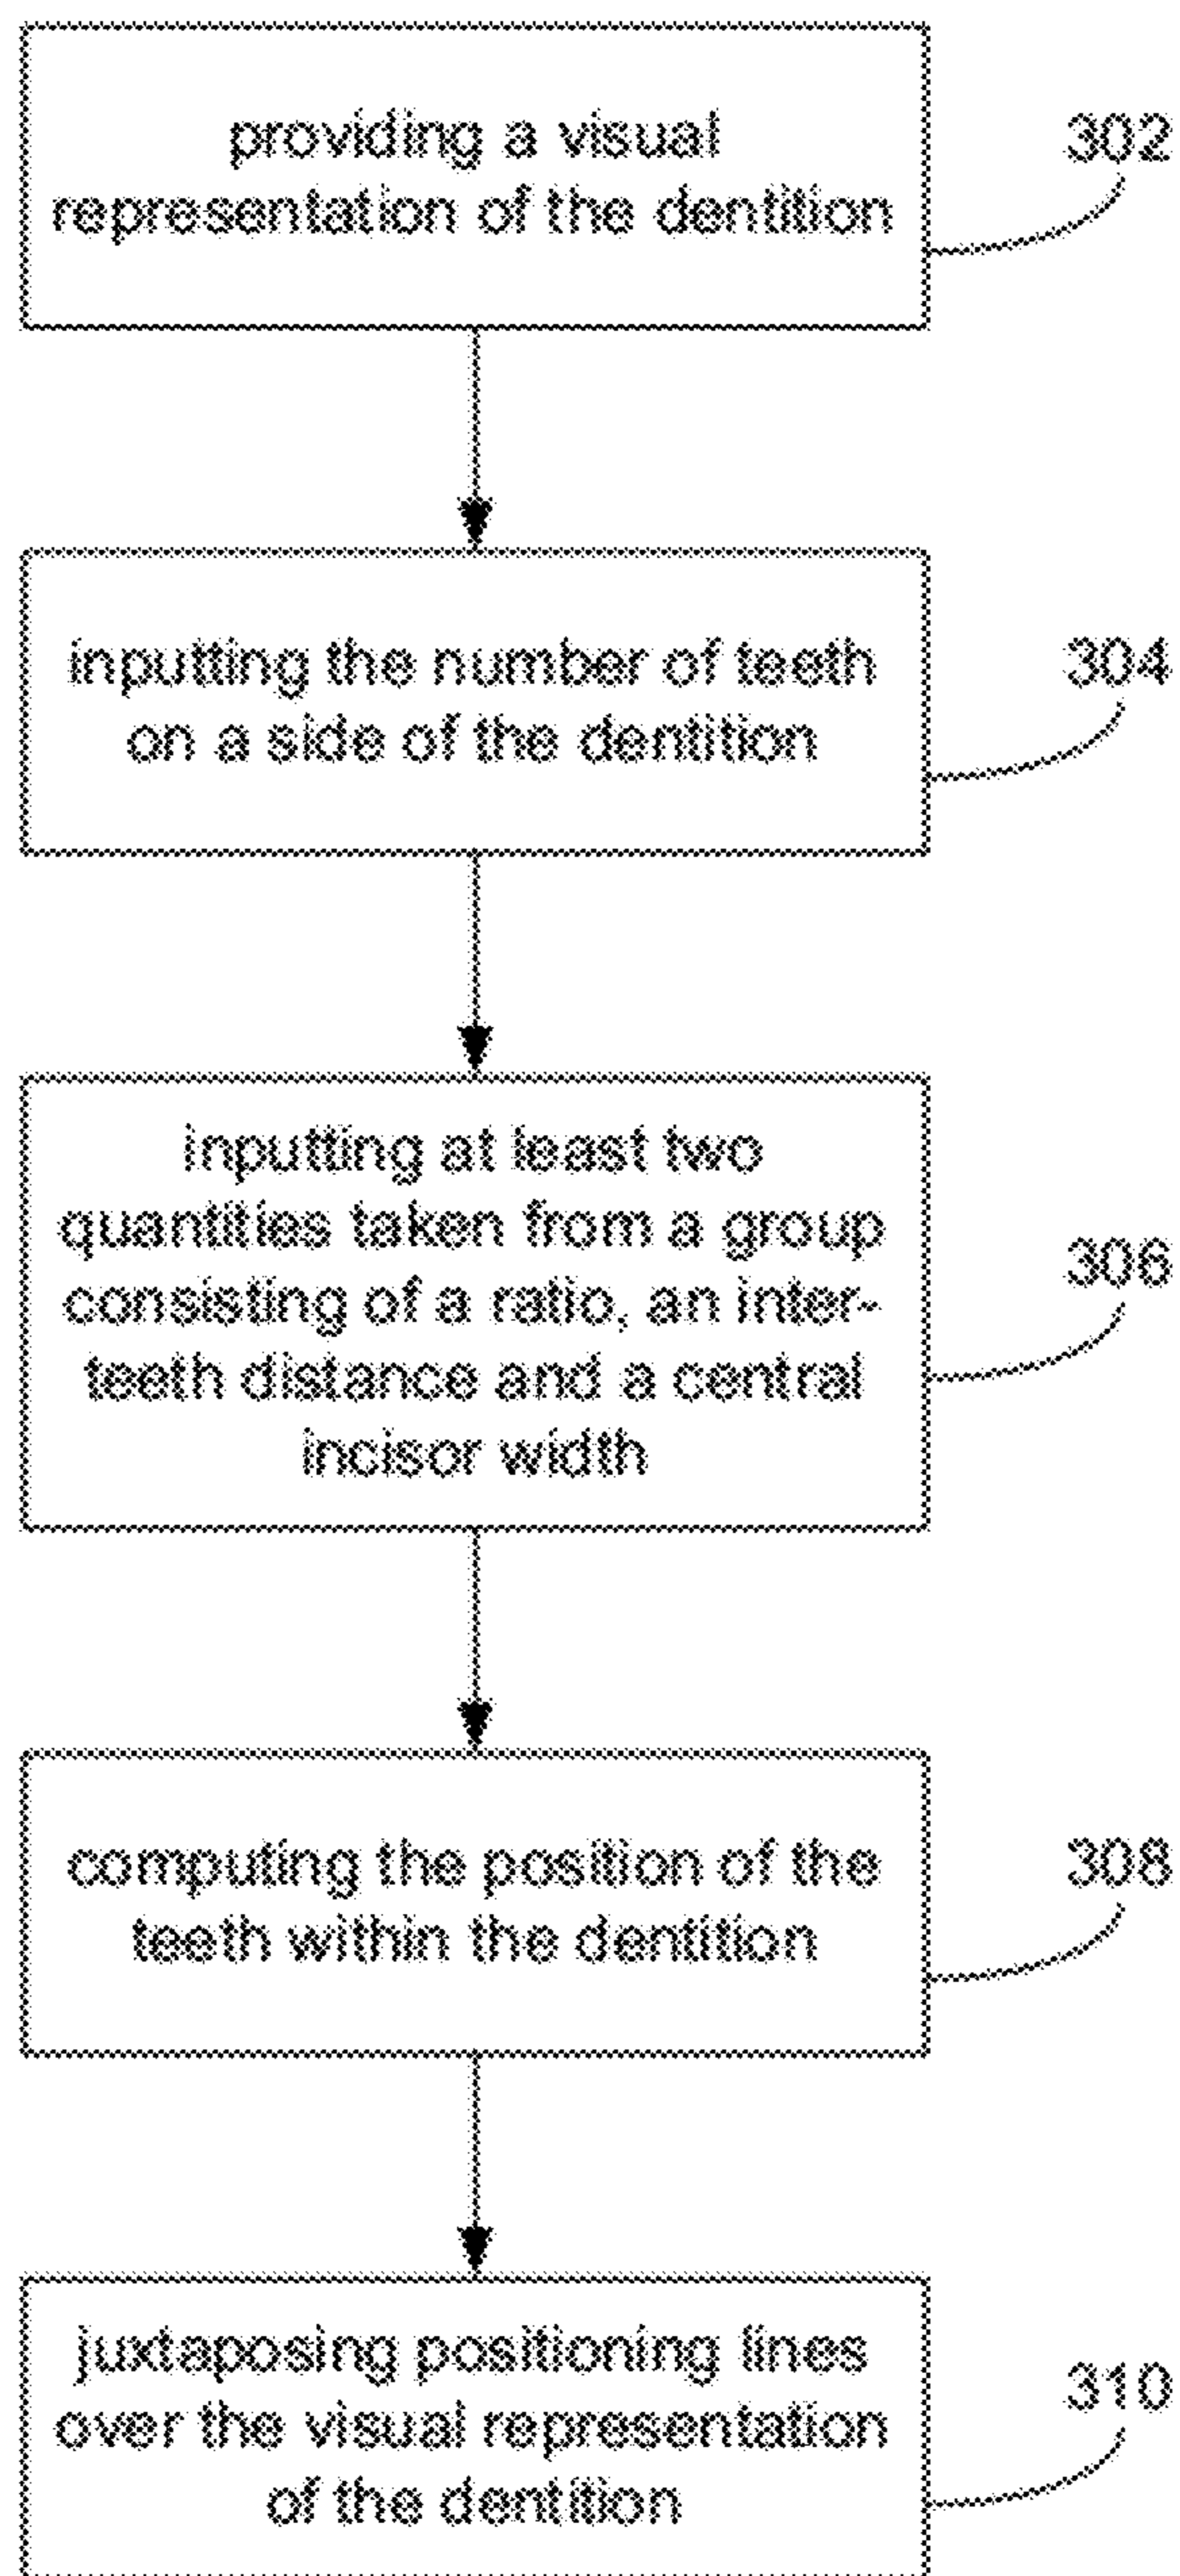 providing a visual
representation of the dentition
302
inputting the number of teeth
on a side of the dentition
304
inputting at least two
quantities taken from a group
consisting of a ratio, an inter-
teeth distance and a central
incisor width
306
computing the position of the
teeth within the dentition
308
juxtaposing positioning lines
over the visual representation
of the dentition
310